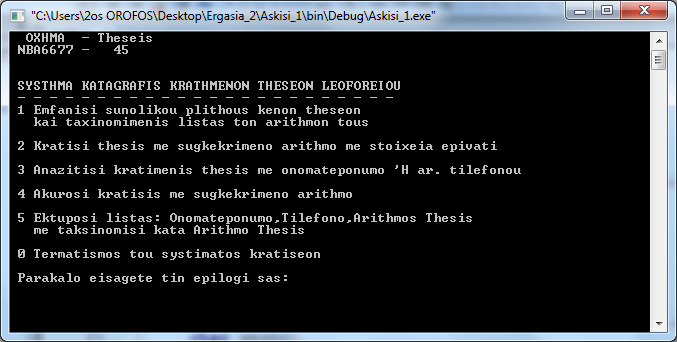 "C:\Users\2os OROFOS\Desktop\Ergasia_2\Askisi_1\bin\Debug\Askisi_1.exe"
OXHMA - Theseis
NBA6677 - 45
SYSTHMA KATAGRAFIS KRATHMENON THESEON LEOFOREIOU
- - - - - - - - - - - - - - - - - - - - - - - -
1 Emfanisi sunolikou plithous kenon theseon
kai taxinomimenis listas ton arithmon tous
2 Kratisi thesis me sugkekrimeno arithmo me stoixeia epivati
3 Anazitisi kratimenis thesis me onomateponumo 'H ar. tilefonou
4 Akurosi kratisis me sugkekrimeno arithmo
5 Ektuposi listas: Onomateponumo,Tilefono,Arithmos Thesis
me taksinomisi kata Arithmo Thesis
0 Termatismos tou systimatos kratiseon
Parakalo eisagete tin epilogi sas: